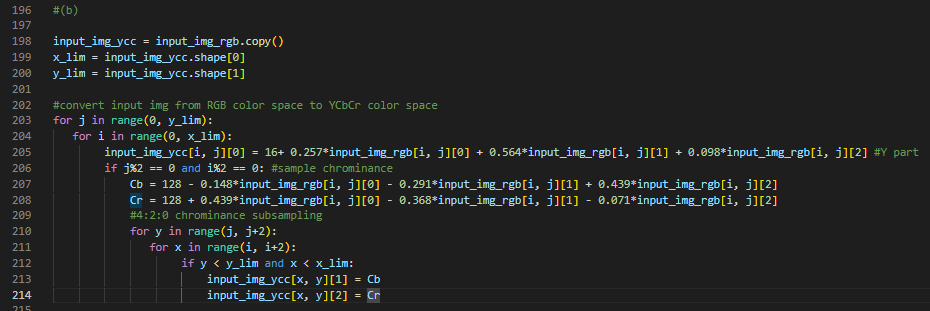 196 #(b)
197
198 input_img_ycc = input_img_rgb.copy()
199 x_lim = input_img_ycc.shape[0]
200 y_lim = input_img_ycc.shape[1]
201
202 #convert input img from RGB color space to YCbCr color space
203 for j in range(0, y_lim):
204 for i in range(0, x_lim):
205 input_img_ycc[i, j][0] = 16+ 0.257*input_img_rgb[i, j][0] + 0.564*input_img_rgb[i, j][1] + 0.098*input_img_rgb[i, j][2] #Y part
206 if j%2 == 0 and i%2 == 0: #sample chrominance
207 Cb = 128 - 0.148*input_img_rgb[i, j][0] - 0.291*input_img_rgb[i, j][1] + 0.439*input_img_rgb[i, j][2]
208 Cr = 128 + 0.439*input_img_rgb[i, j][0] - 0.368*input_img_rgb[i, j][1] - 0.071*input_img_rgb[i, j][2]
209 #4:2:0 chrominance subsampling
210 for y in range(j, j+2):
211 for x in range(i, i+2):
212 if y < y_lim and x < x_lim:
213 input_img_ycc[x, y][1] = Cb
214 input_img_ycc[x, y][2] = Cr
215